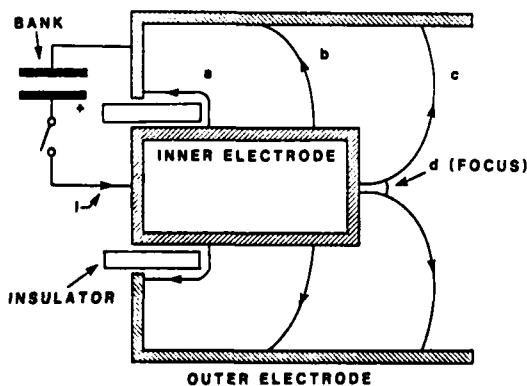 BANK
+
a
b
c
INNER ELECTRODE
d (FOCUS)
I
INSULATOR
OUTER ELECTRODE